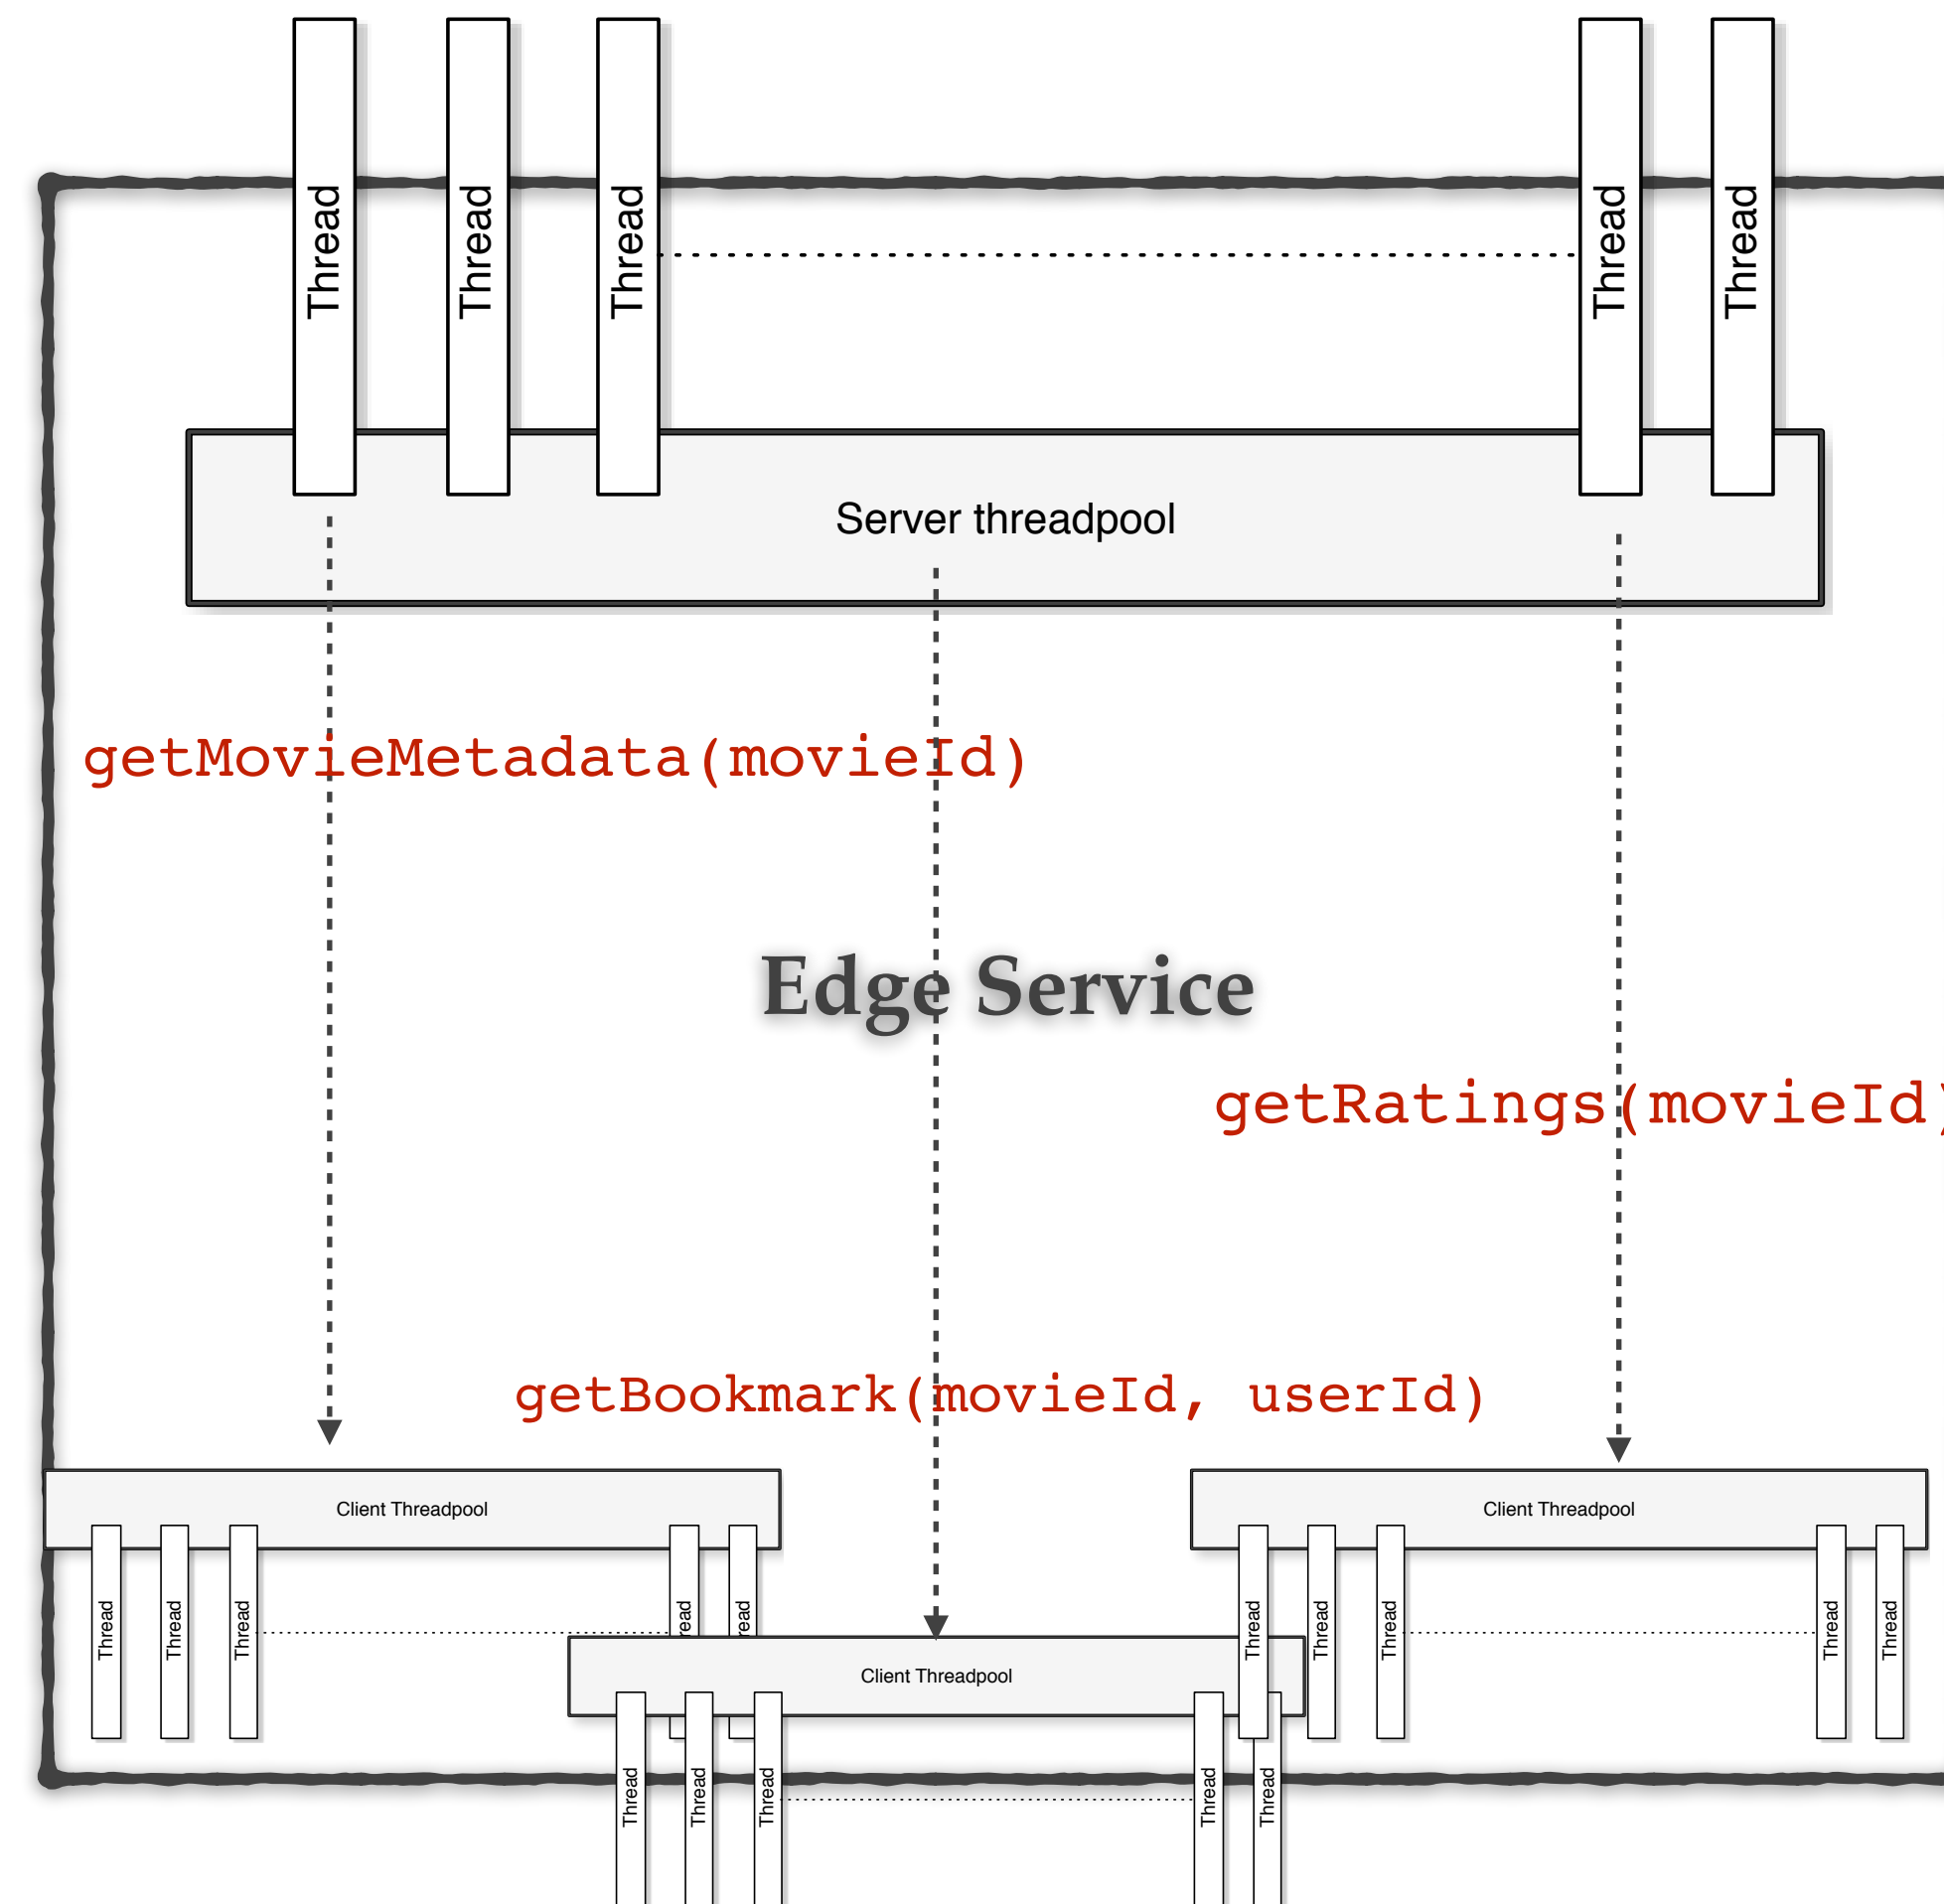 Thread
Thread
Thread
Thread
Thread
Server threadpool
getMovieMetadata(movieId)
Edge Service
getRatings(movieId)
getBookmark(movieId, userId)
Client Threadpool
Client Threadpool
Thread
Thread
Thread
Thread
Thread
Thread
Thread
Thread
Client Threadpool
Thread
Thread
Thread
Thread
Thread